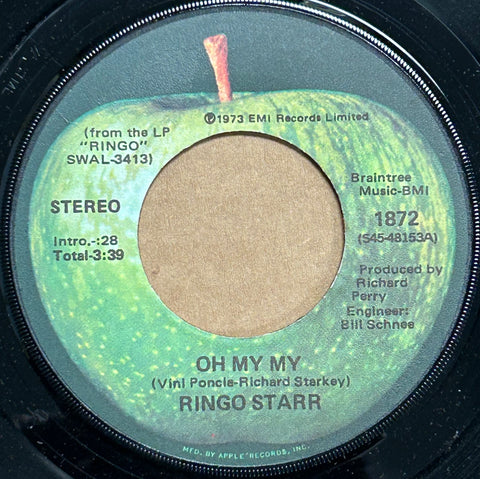 ℗1973 EMI Records Limited
(from the LP
"RINGO"
SWAL-3413)
STEREO
Intro.-:28
Total-3:39
Braintree
Music-BMI
1872
(S45-48153A)
Produced by
Richard
Perry
Engineer:
Bill Schnee
OH MY MY
(Vini Poncia-Richard Starkey)
RINGO STARR
MFD. BY APPLE RECORDS, INC.